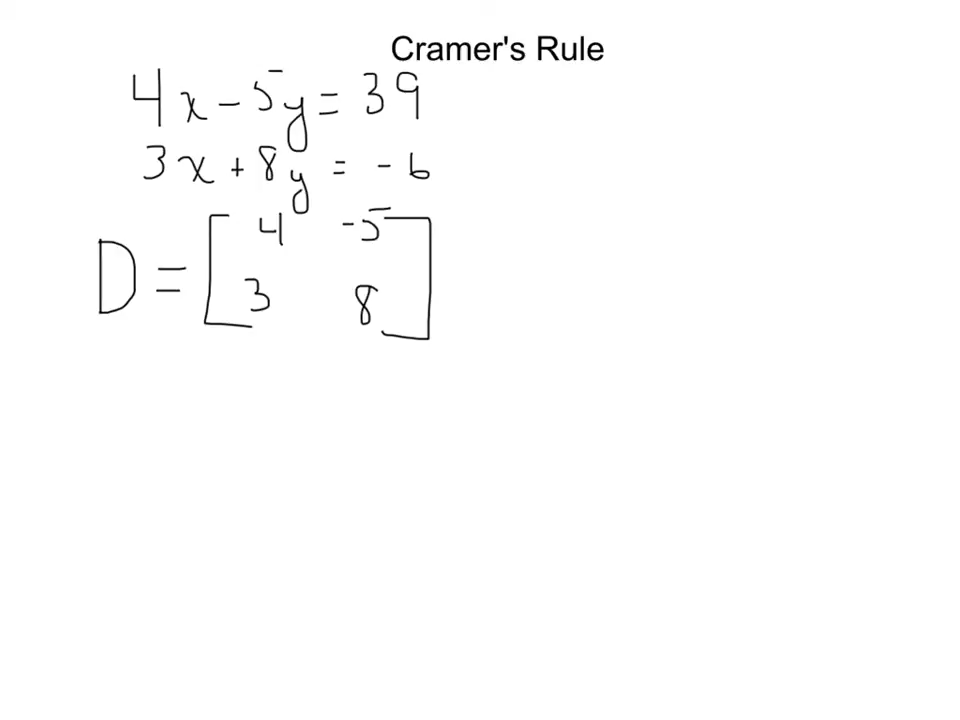 Cramer's Rule
4x - 5y = 39
3x + 8y = -6
D = [ 4 -5
3 8 ]